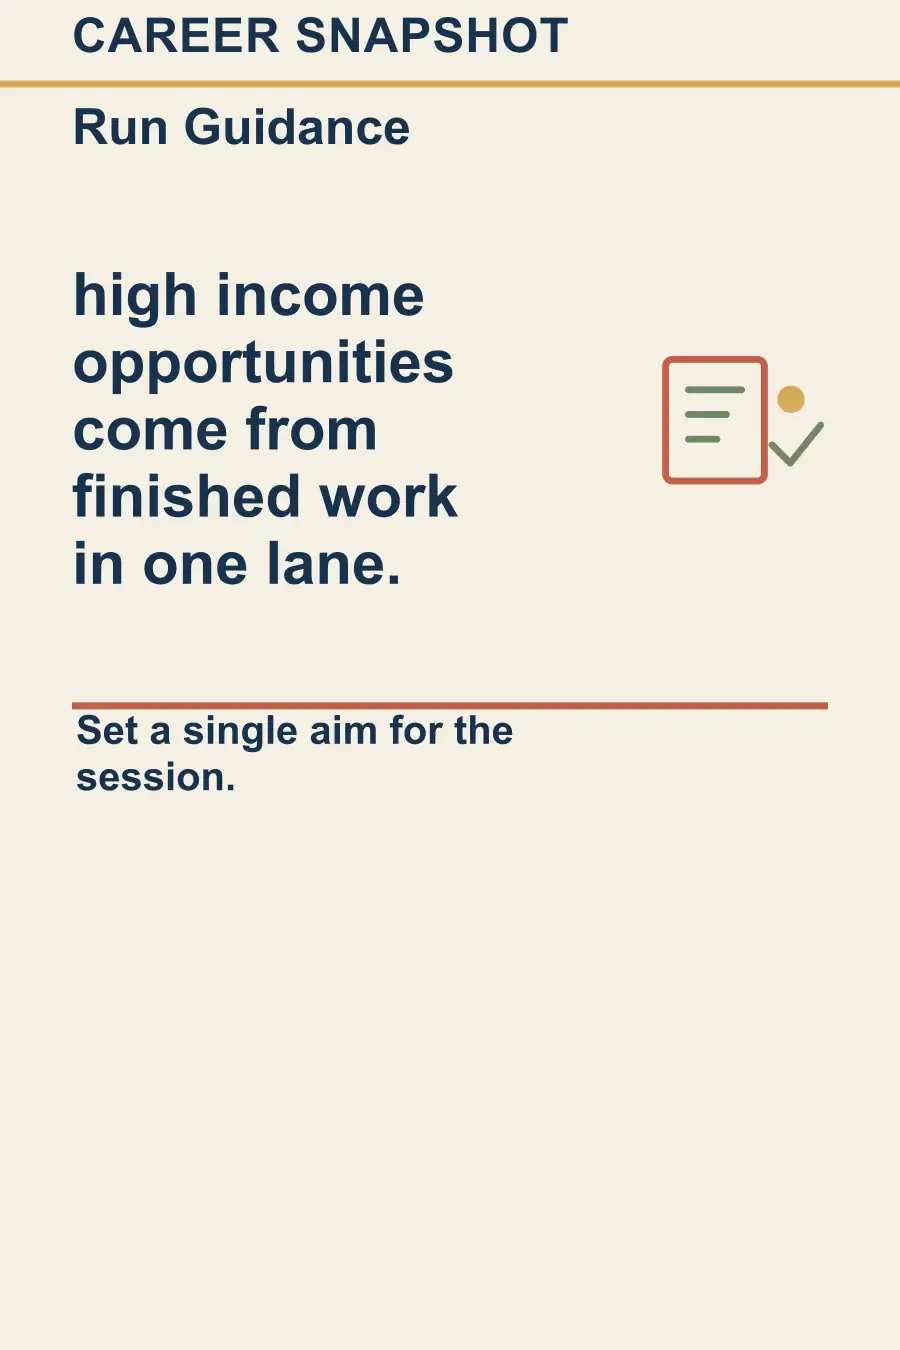 CAREER SNAPSHOT
Run Guidance
high income
opportunities
come from
finished work
in one lane.
Set a single aim for the
session.